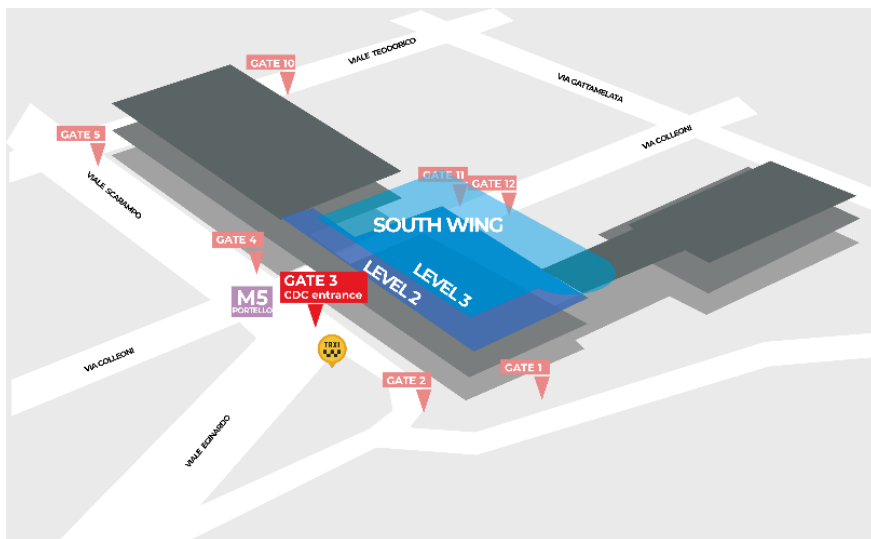 VIALE TEODORICO
GATE 10
VIA GATTAMELATA
GATE 5
VIA COLLEONI
VIALE SCARAMPO
GATE 11
GATE 12
SOUTH WING
GATE 4
LEVEL 3
LEVEL 2
GATE 3
CDC entrance
M5
PORTELLO
TAXI
VIA COLLEONI
GATE 1
GATE 2
VIALE EGINARDO